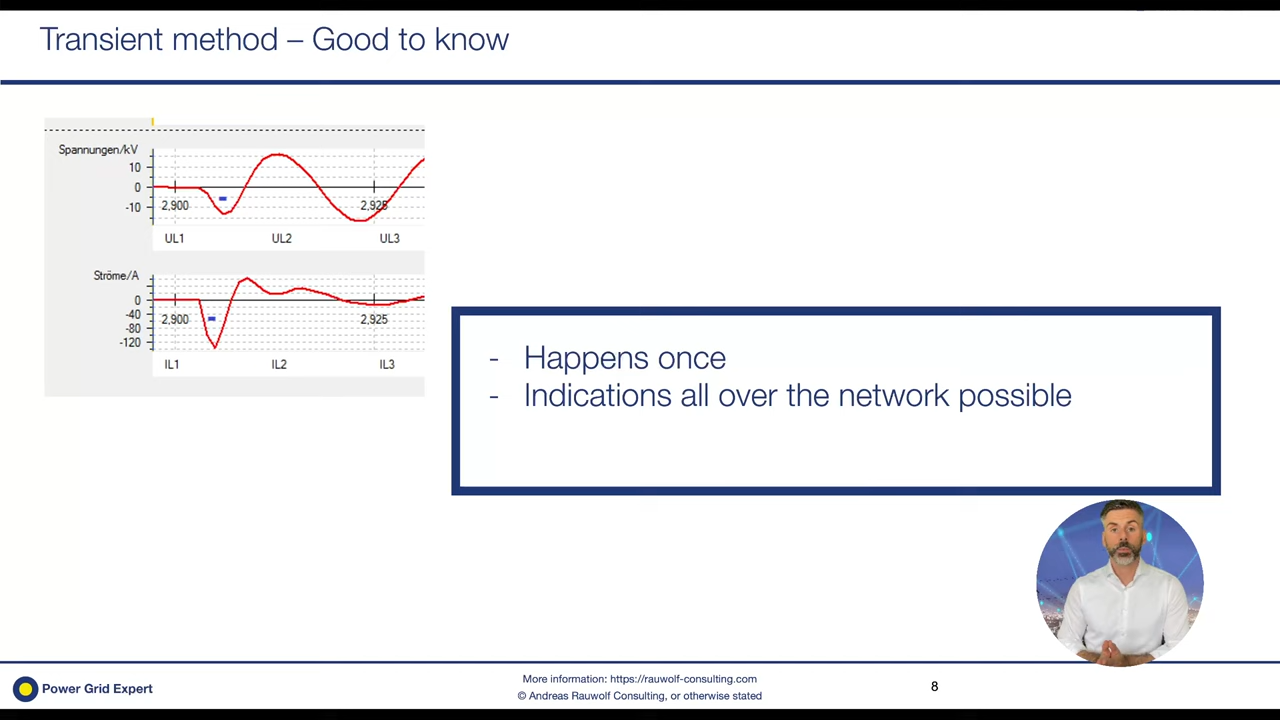 Transient method – Good to know
Spannungen/kV
10
0
-10
2,900
2,925
UL1 UL2 UL3
Ströme/A
0
-40
-80
-120
2,900
2,925
IL1 IL2 IL3
- Happens once
- Indications all over the network possible
Power Grid Expert
More information: https://rauwolf-consulting.com
© Andreas Rauwolf Consulting, or otherwise stated
8